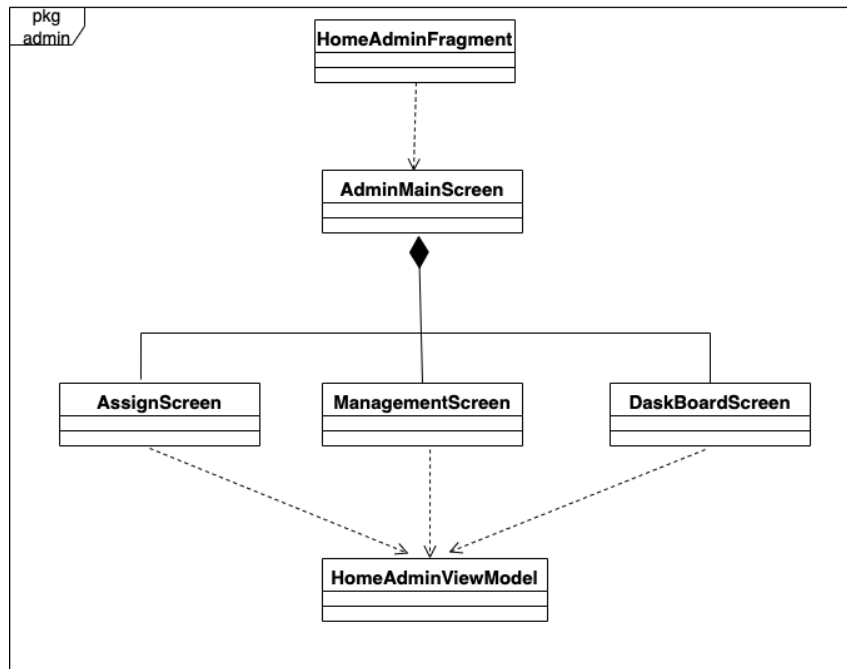 pkg
admin
HomeAdminFragment
AdminMainScreen
AssignScreen
ManagementScreen
DaskBoardScreen
HomeAdminViewModel